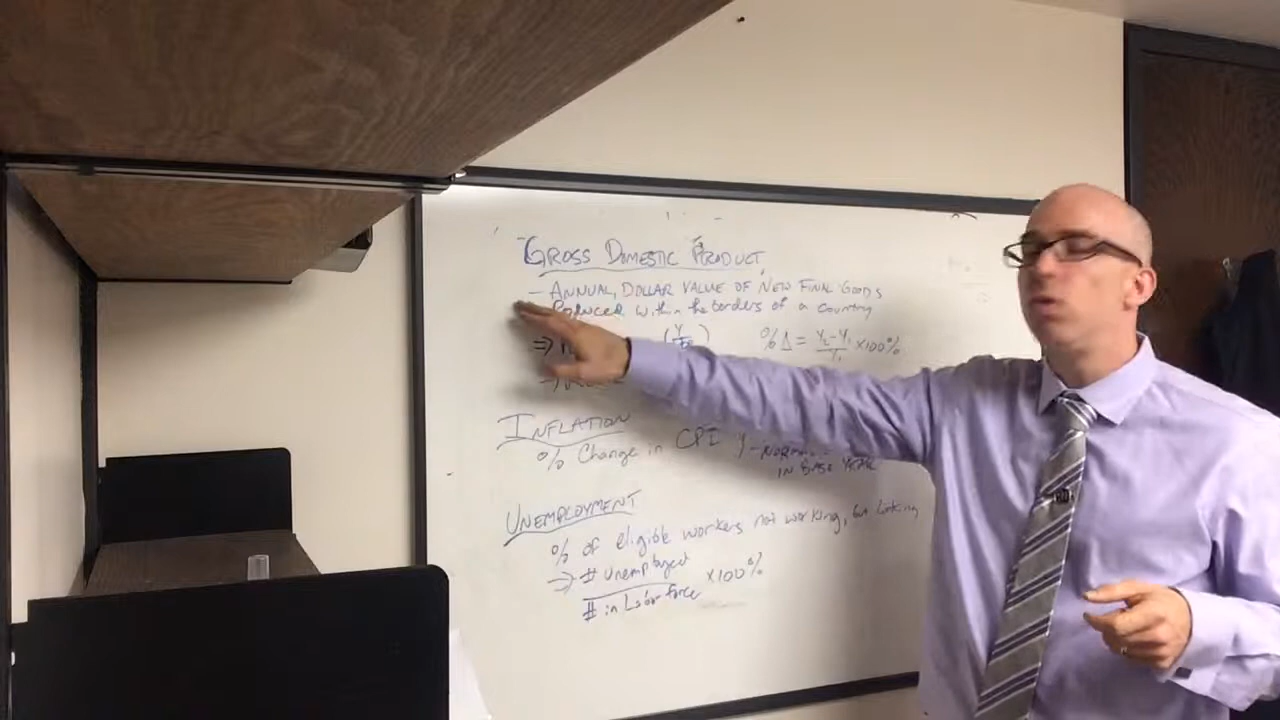 GROSS DOMESTIC PRODUCT
- ANNUAL, DOLLAR VALUE OF NEW FINAL GOODS
PRODUCED within the borders of a country
⇒
%Δ = Y₂-Y₁/Y₁ ×100%
INFLATION
% Change in CPI
IN BASE YEAR
UNEMPLOYMENT
% of eligible workers not working, but looking
⇒ # unemployed
×100%
# in Labor force